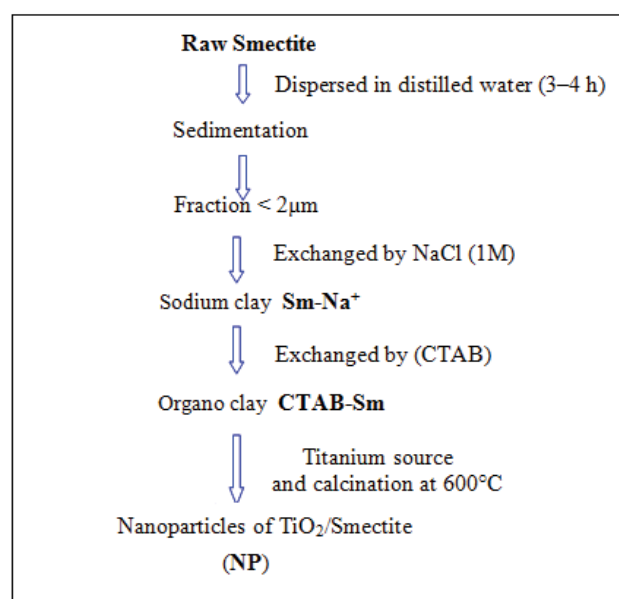 Raw Smectite
Dispersed in distilled water (3–4 h)
Sedimentation
Fraction < 2μm
Exchanged by NaCl (1M)
Sodium clay Sm-Na⁺
Exchanged by (CTAB)
Organo clay CTAB-Sm
Titanium source
and calcination at 600°C
Nanoparticles of TiO₂/Smectite
(NP)